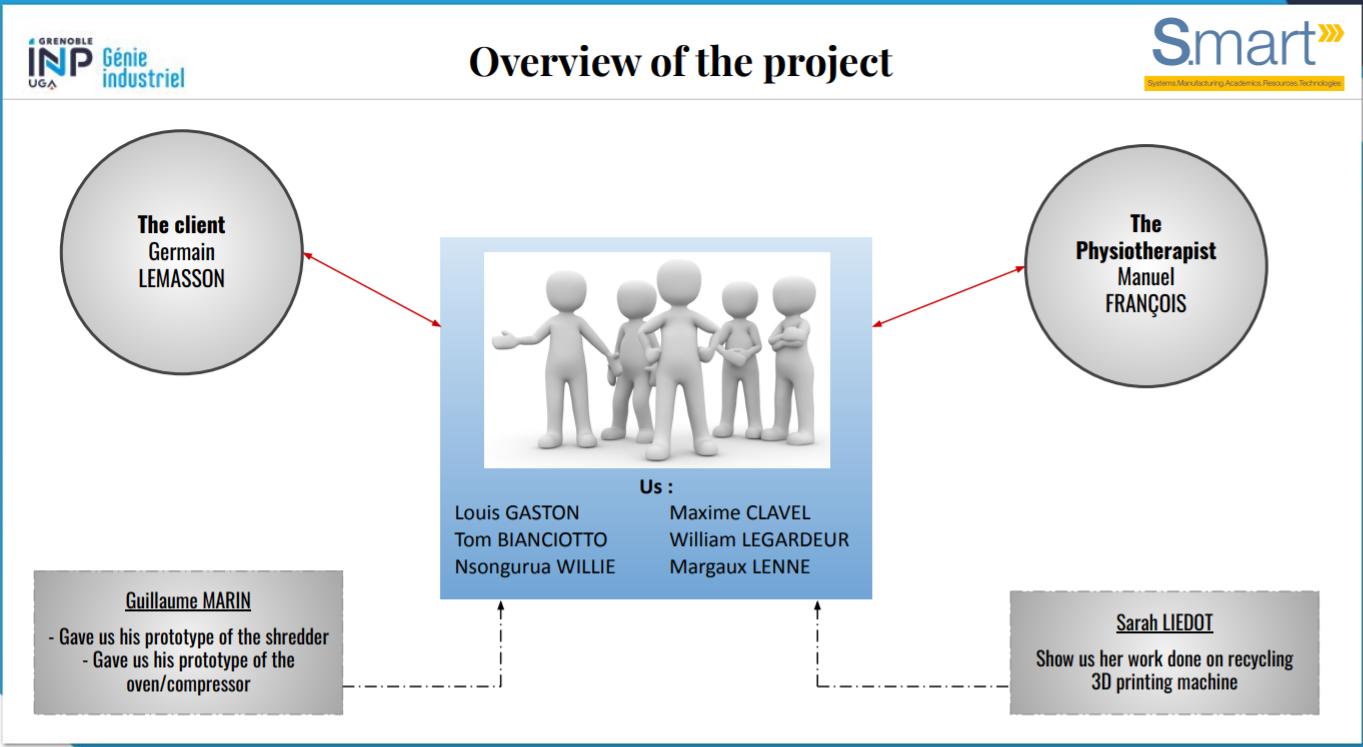 GRENOBLE
INP
UGA
Génie
industriel
Overview of the project
S.mart
Systems.Manufacturing.Academics.Resources.Technologies
The client
Germain
LEMASSON
The
Physiotherapist
Manuel
FRANÇOIS
Us :
Louis GASTON
Maxime CLAVEL
Tom BIANCIOTTO
William LEGARDEUR
Nsongurua WILLIE
Margaux LENNE
Guillaume MARIN
- Gave us his prototype of the shredder
- Gave us his prototype of the
oven/compressor
Sarah LIEDOT
Show us her work done on recycling
3D printing machine